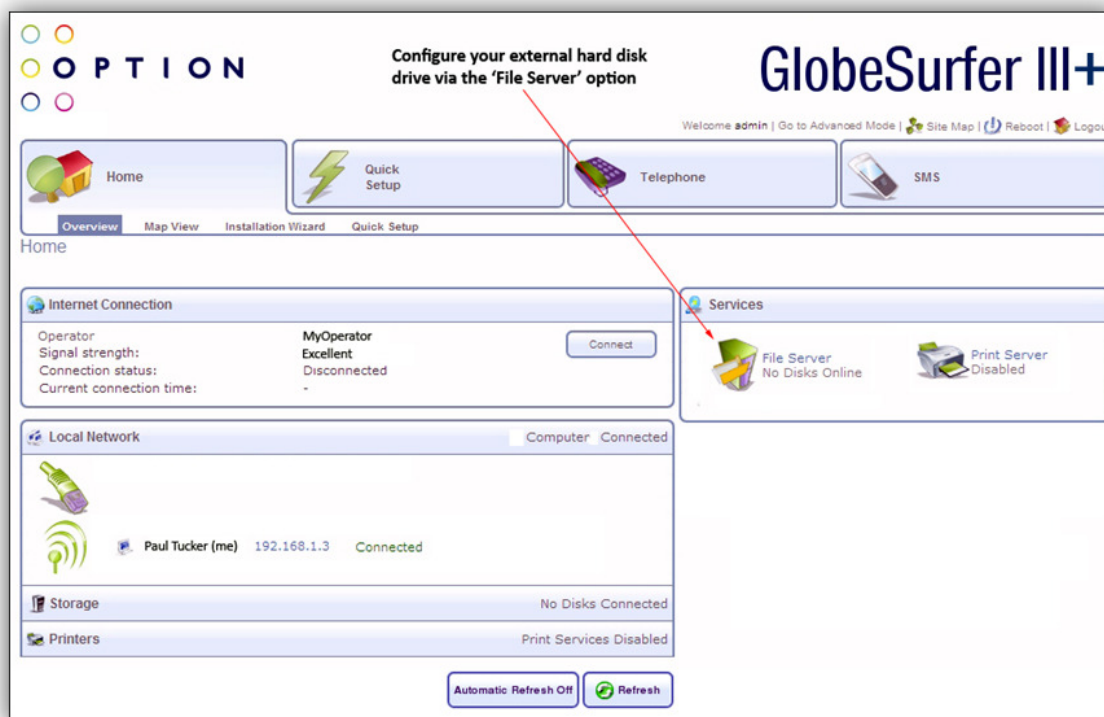 OPTION
Configure your external hard disk
drive via the 'File Server' option
GlobeSurfer III+
Welcome admin | Go to Advanced Mode | Site Map | Reboot | Logou
Home
Quick
Setup
Telephone
SMS
Overview Map View Installation Wizard Quick Setup
Home
Internet Connection
Operator MyOperator
Signal strength: Excellent
Connection status: Disconnected
Current connection time: -
Connect
Services
File Server
No Disks Online
Print Server
Disabled
Local Network Computer Connected
Paul Tucker (me) 192.168.1.3 Connected
Storage No Disks Connected
Printers Print Services Disabled
Automatic Refresh Off Refresh